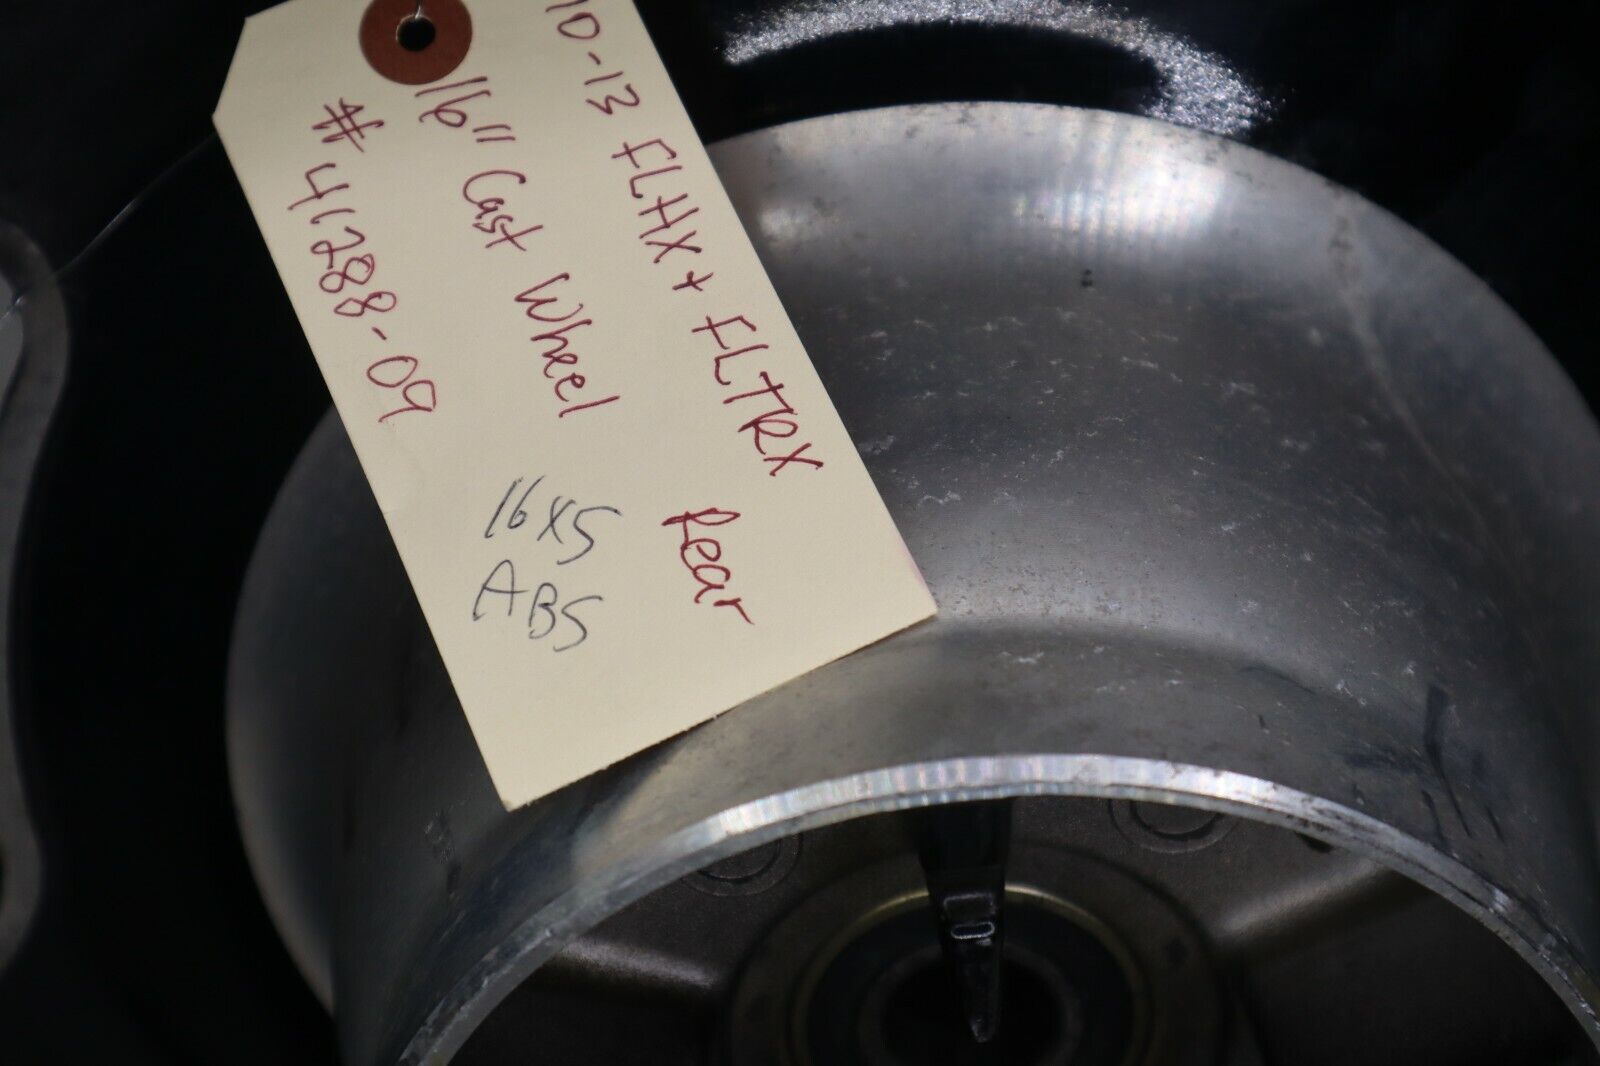 10-13 FLHX + FLTRX
16" Cast Wheel
#41288-09
Rear
16X5
ABS